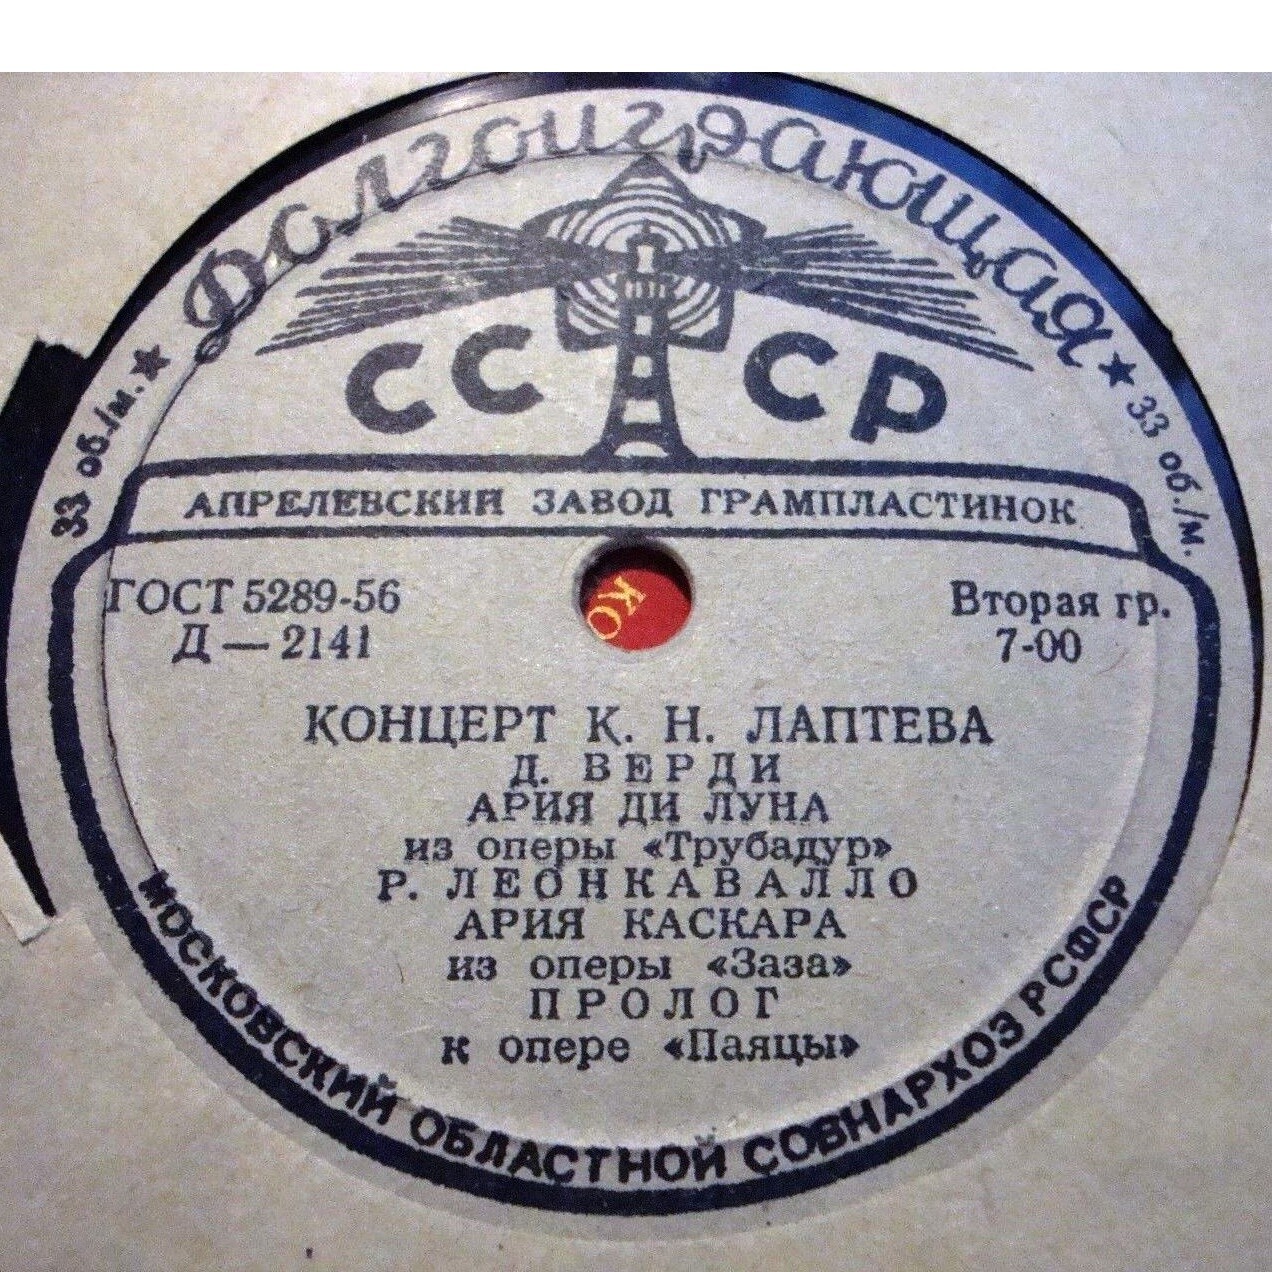 Долгоиграющая
33 об./м. ★
★ 33 об./м.
СССР
АПРЕЛЕВСКИЙ ЗАВОД ГРАМПЛАСТИНОК
ГОСТ 5289-56
Д — 2141
Вторая гр.
7-00
КОНЦЕРТ К. Н. ЛАПТЕВА
Д. ВЕРДИ
АРИЯ ДИ ЛУНА
из оперы «Трубадур»
Р. ЛЕОНКАВАЛЛО
АРИЯ КАСКАРА
из оперы «Заза»
ПРОЛОГ
к опере «Паяцы»
МОСКОВСКИЙ ОБЛАСТНОЙ СОВНАРХОЗ РСФСР
КО